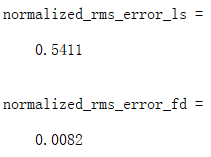 normalized_rms_error_ls =
0.5411
normalized_rms_error_fd =
0.0082